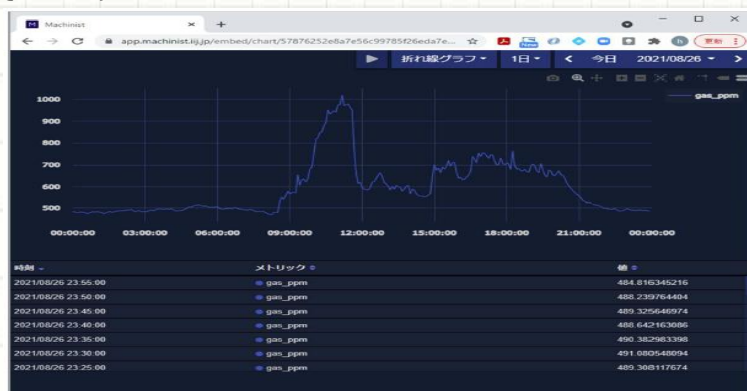 Machinist
app.machinist.iij.jp/embed/chart/57876252e8a7e56c99785f26eda7e...
更新
折れ線グラフ 1日 今日 2021/08/26
gas_ppm
1000
900
800
700
600
500
00:00:00 03:00:00 06:00:00 09:00:00 12:00:00 15:00:00 18:00:00 21:00:00 00:00:00
時刻 メトリック 値
2021/08/26 23:55:00 gas_ppm 484.816345216
2021/08/26 23:50:00 gas_ppm 488.239764404
2021/08/26 23:45:00 gas_ppm 489.325646974
2021/08/26 23:40:00 gas_ppm 488.642163086
2021/08/26 23:35:00 gas_ppm 490.382983398
2021/08/26 23:30:00 gas_ppm 491.080548094
2021/08/26 23:25:00 gas_ppm 489.308117674